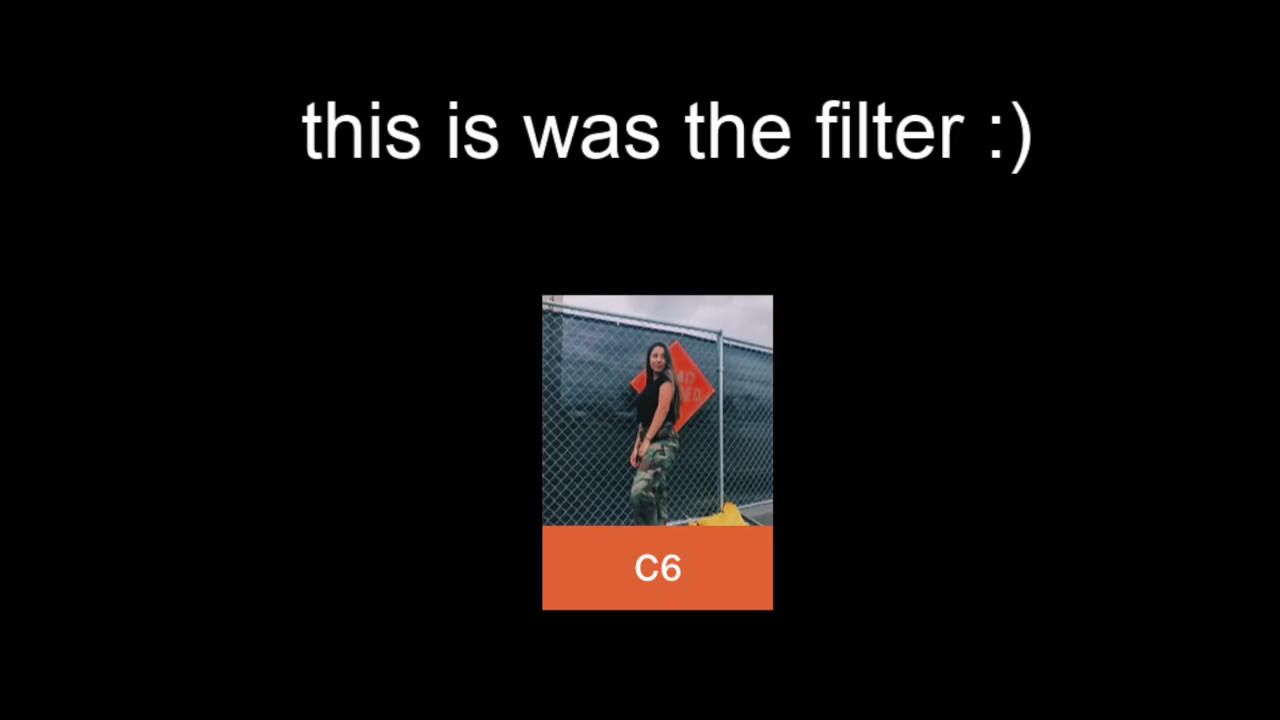 this is was the filter :)
C6